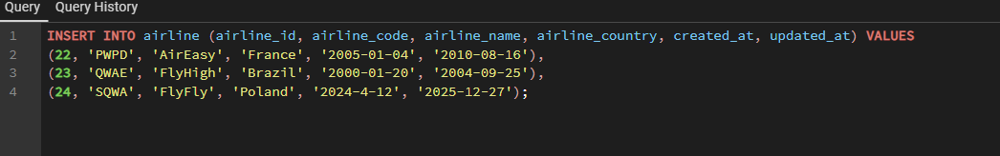 Query Query History
1 INSERT INTO airline (airline_id, airline_code, airline_name, airline_country, created_at, updated_at) VALUES
2 (22, 'PWPD', 'AirEasy', 'France', '2005-01-04', '2010-08-16'),
3 (23, 'QWAE', 'FlyHigh', 'Brazil', '2000-01-20', '2004-09-25'),
4 (24, 'SQWA', 'FlyFly', 'Poland', '2024-4-12', '2025-12-27');